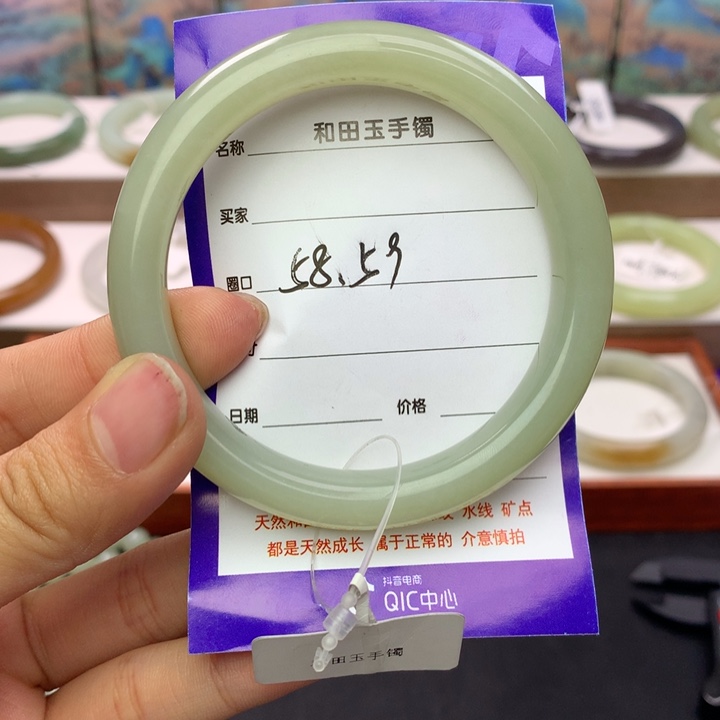 和田玉手镯
名称
买家
圈口 58.59
日期 价格
天然和 水线 矿点
都是天然成长 属于正常的 介意慎拍
抖音电商
QIC中心
田玉手镯